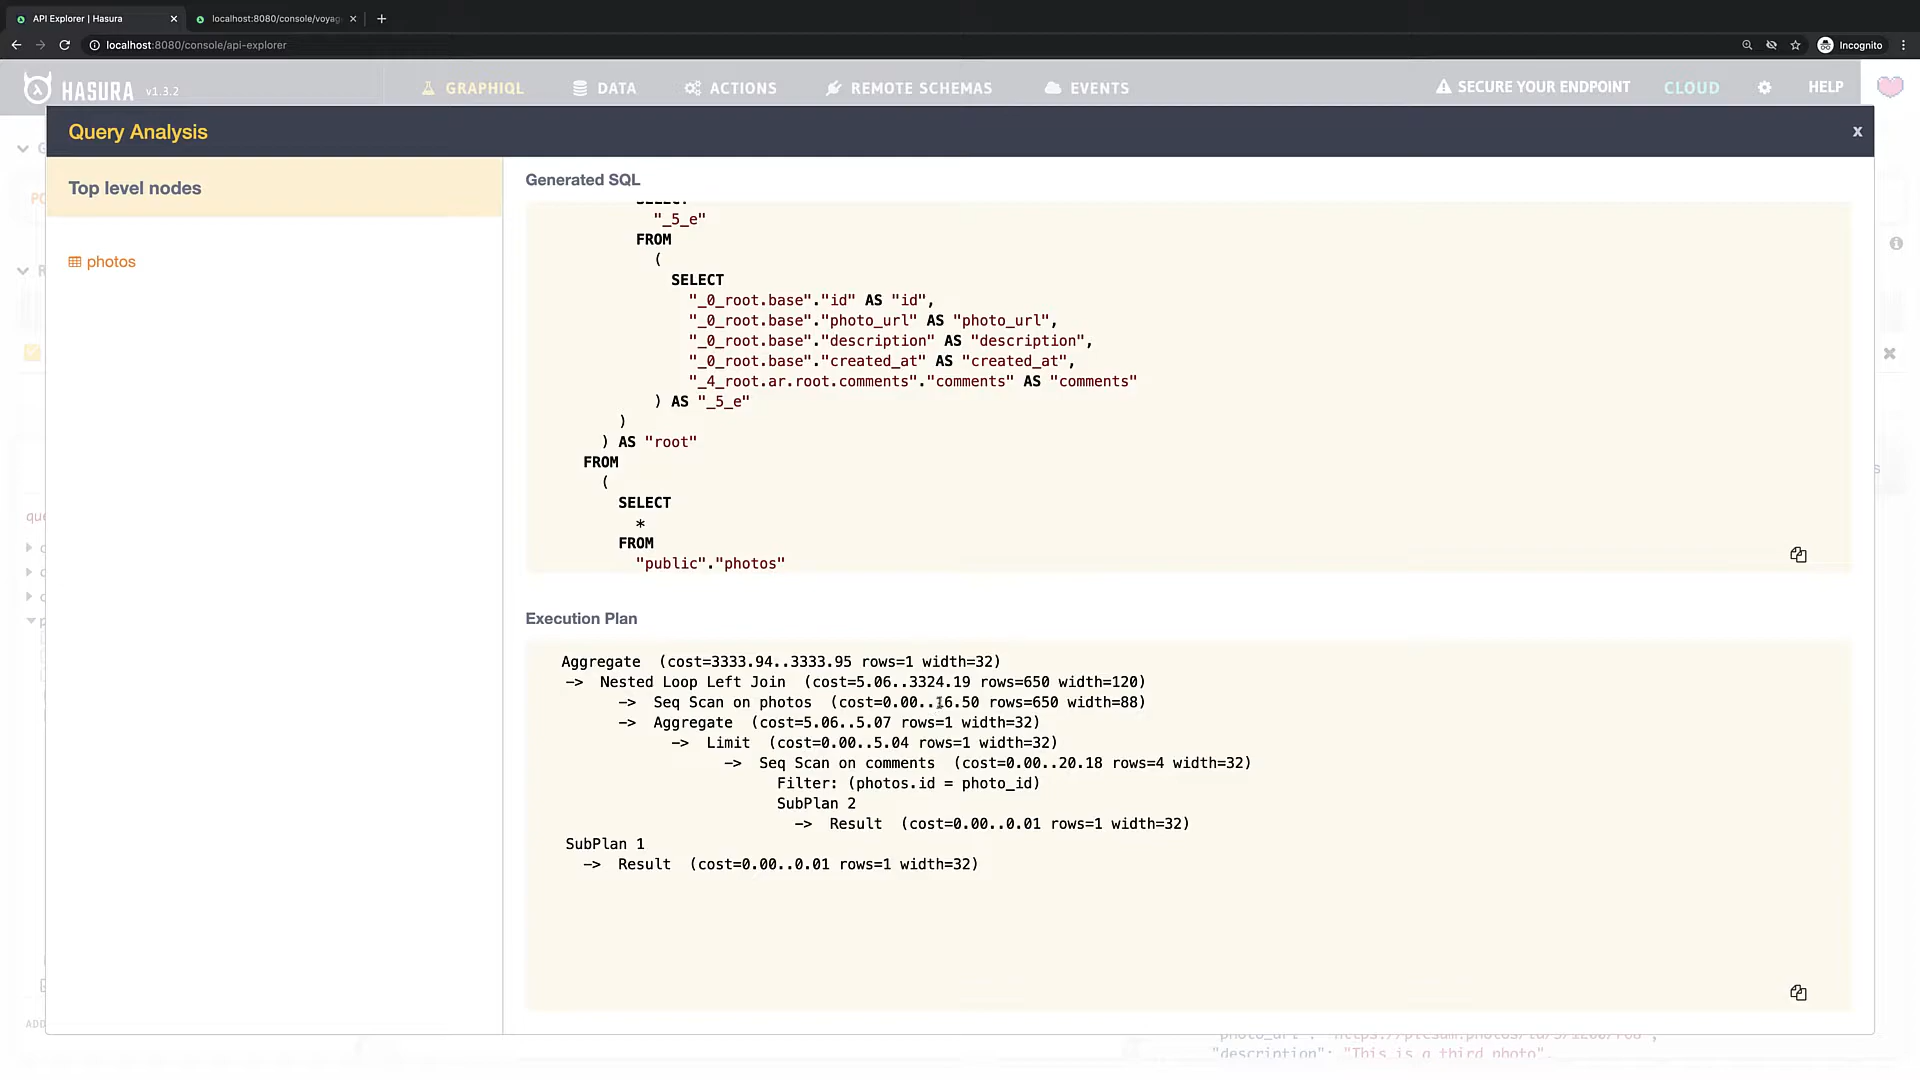 API Explorer | Hasura
localhost:8080/console/voyag
localhost:8080/console/api-explorer
Incognito
HASURA v1.3.2
GRAPHIQL
DATA
ACTIONS
REMOTE SCHEMAS
EVENTS
SECURE YOUR ENDPOINT
CLOUD
HELP
Query Analysis
x
Top level nodes
photos
Generated SQL
SELECT
"_5_e"
FROM
(
SELECT
"_0_root.base"."id" AS "id",
"_0_root.base"."photo_url" AS "photo_url",
"_0_root.base"."description" AS "description",
"_0_root.base"."created_at" AS "created_at",
"_4_root.ar.root.comments"."comments" AS "comments"
) AS "_5_e"
)
) AS "root"
FROM
(
SELECT
*
FROM
"public"."photos"
Execution Plan
Aggregate (cost=3333.94..3333.95 rows=1 width=32)
-> Nested Loop Left Join (cost=5.06..3324.19 rows=650 width=120)
-> Seq Scan on photos (cost=0.00..16.50 rows=650 width=88)
-> Aggregate (cost=5.06..5.07 rows=1 width=32)
-> Limit (cost=0.00..5.04 rows=1 width=32)
-> Seq Scan on comments (cost=0.00..20.18 rows=4 width=32)
Filter: (photos.id = photo_id)
SubPlan 2
-> Result (cost=0.00..0.01 rows=1 width=32)
SubPlan 1
-> Result (cost=0.00..0.01 rows=1 width=32)
ADD
"description": "This is a third photo",